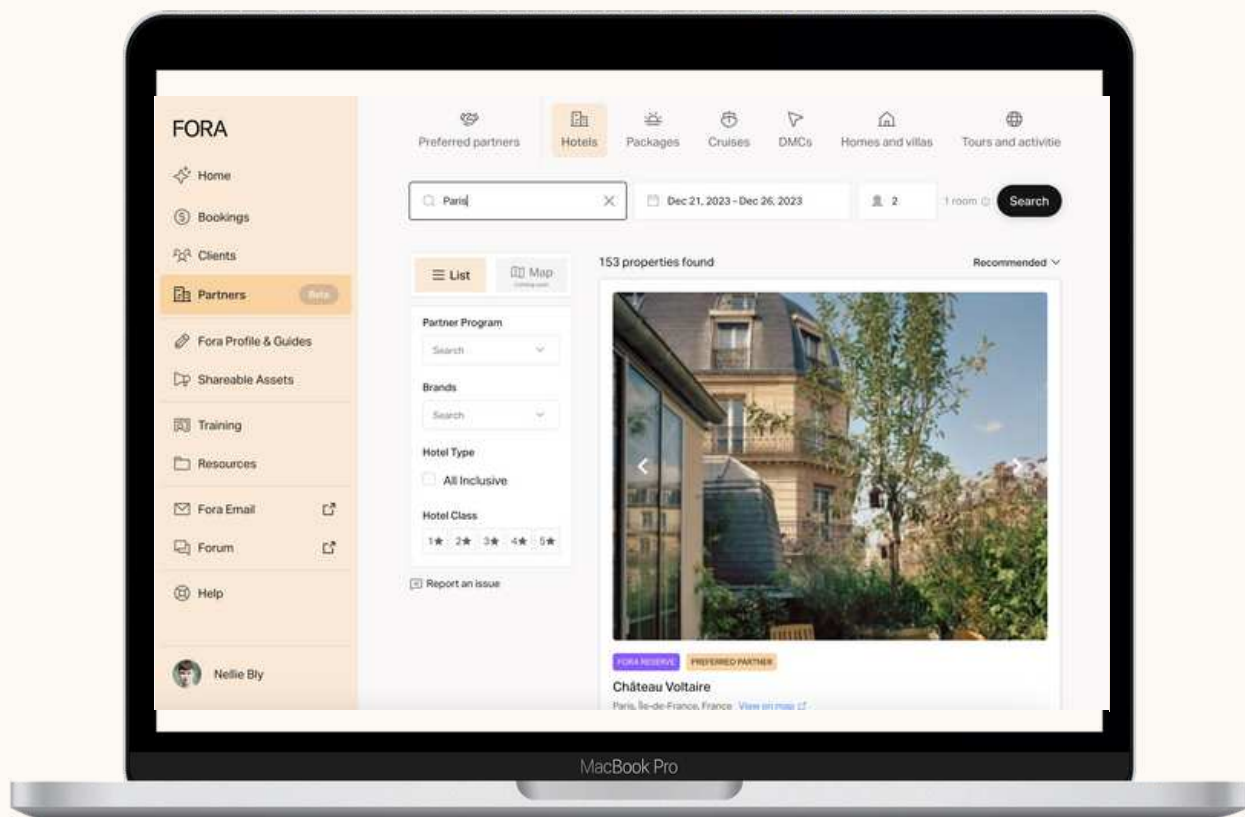 FORA
Home
Bookings
Clients
Partners Beta
Fora Profile & Guides
Shareable Assets
Training
Resources
Fora Email
Forum
Help
Nellie Bly
Preferred partners Hotels Packages Cruises DMCs Homes and villas Tours and activitie
Paris Dec 21, 2023 - Dec 26, 2023 2 1 room Search
List Map
Coming soon
153 properties found Recommended
Partner Program
Search
Brands
Search
Hotel Type
All Inclusive
Hotel Class
1★ 2★ 3★ 4★ 5★
Report an issue
FORA RESERVE PREFERRED PARTNER
Château Voltaire
Paris, Île-de-France, France View on map
MacBook Pro